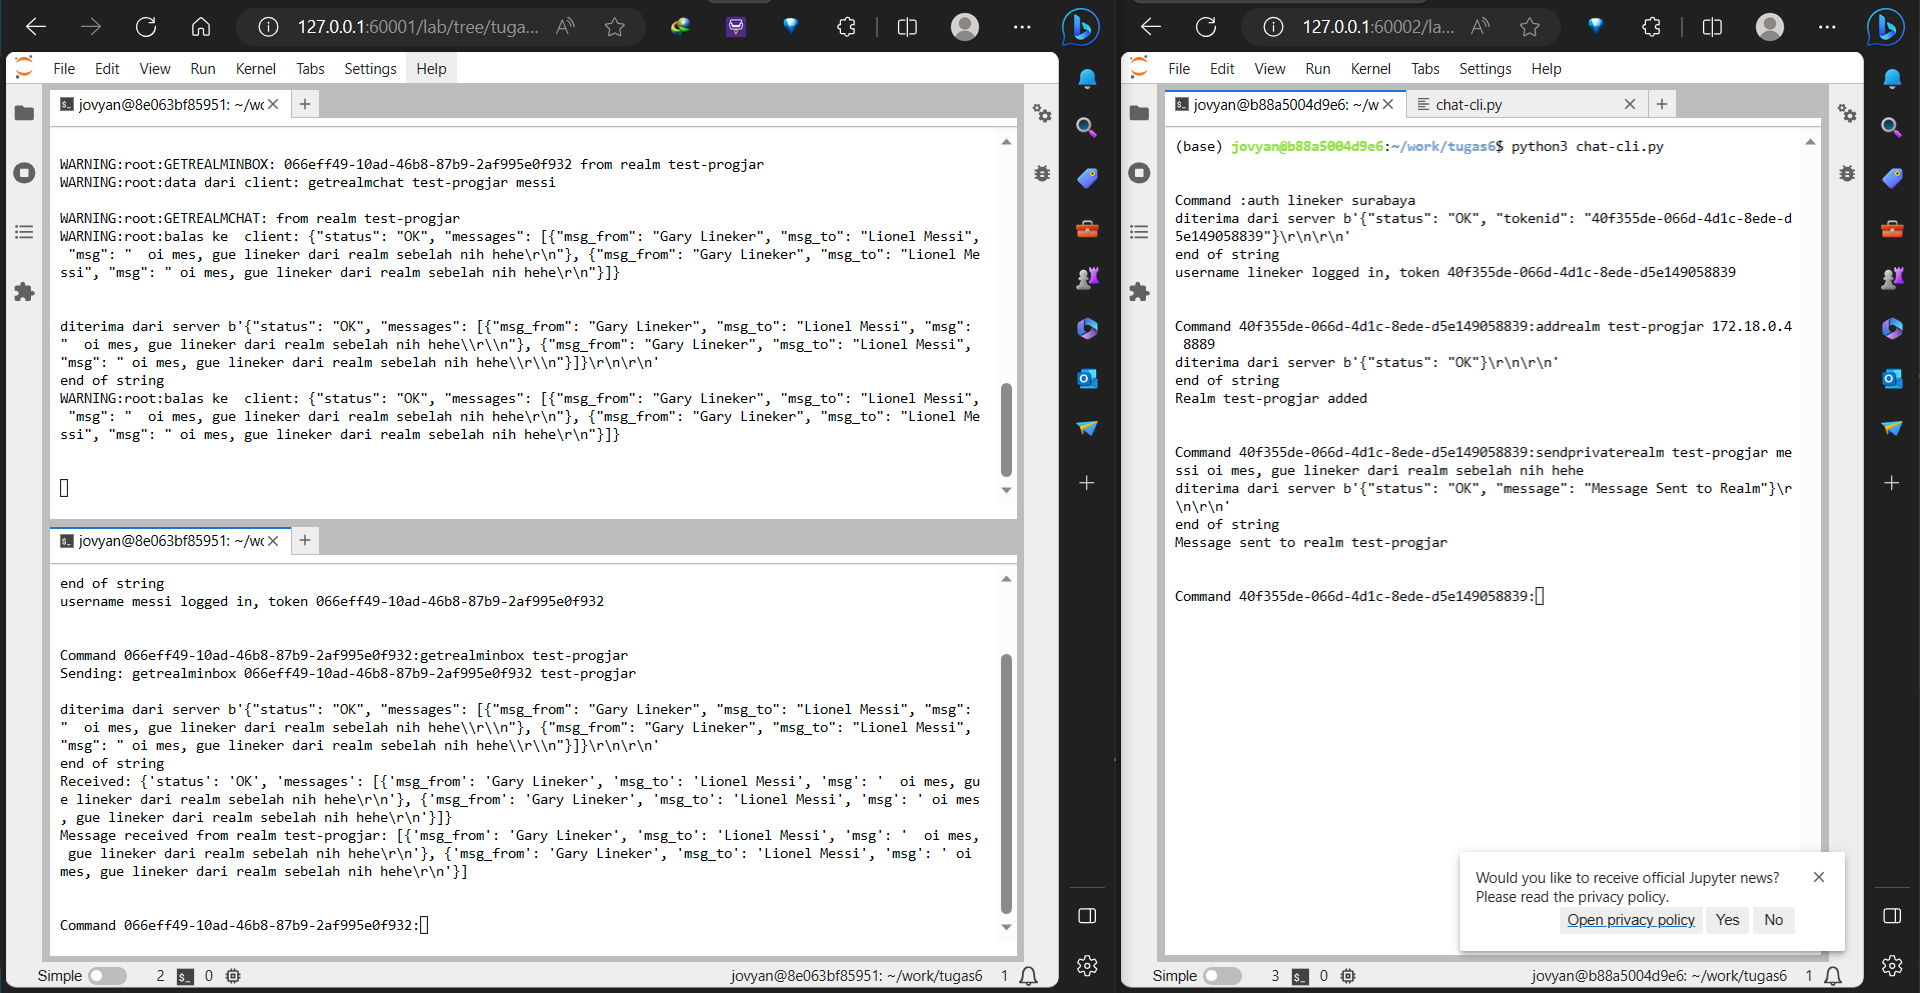 127.0.0.1:60001/lab/tree/tuga...
File Edit View Run Kernel Tabs Settings Help
jovyan@8e063bf85951: ~/wo
WARNING:root:GETREALMINBOX: 066eff49-10ad-46b8-87b9-2af995e0f932 from realm test-progjar
WARNING:root:data dari client: getrealmchat test-progjar messi
WARNING:root:GETREALMCHAT: from realm test-progjar
WARNING:root:balas ke  client: {"status": "OK", "messages": [{"msg_from": "Gary Lineker", "msg_to": "Lionel Messi",
 "msg": "  oi mes, gue lineker dari realm sebelah nih hehe\r\n"}, {"msg_from": "Gary Lineker", "msg_to": "Lionel Me
ssi", "msg": " oi mes, gue lineker dari realm sebelah nih hehe\r\n"}]}
diterima dari server b'{"status": "OK", "messages": [{"msg_from": "Gary Lineker", "msg_to": "Lionel Messi", "msg":
"  oi mes, gue lineker dari realm sebelah nih hehe\\r\\n"}, {"msg_from": "Gary Lineker", "msg_to": "Lionel Messi",
"msg": " oi mes, gue lineker dari realm sebelah nih hehe\\r\\n"}]}\r\n\r\n'
end of string
WARNING:root:balas ke  client: {"status": "OK", "messages": [{"msg_from": "Gary Lineker", "msg_to": "Lionel Messi",
 "msg": "  oi mes, gue lineker dari realm sebelah nih hehe\r\n"}, {"msg_from": "Gary Lineker", "msg_to": "Lionel Me
ssi", "msg": " oi mes, gue lineker dari realm sebelah nih hehe\r\n"}]}
jovyan@8e063bf85951: ~/wo
end of string
username messi logged in, token 066eff49-10ad-46b8-87b9-2af995e0f932
Command 066eff49-10ad-46b8-87b9-2af995e0f932:getrealminbox test-progjar
Sending: getrealminbox 066eff49-10ad-46b8-87b9-2af995e0f932 test-progjar
diterima dari server b'{"status": "OK", "messages": [{"msg_from": "Gary Lineker", "msg_to": "Lionel Messi", "msg":
"  oi mes, gue lineker dari realm sebelah nih hehe\\r\\n"}, {"msg_from": "Gary Lineker", "msg_to": "Lionel Messi",
"msg": " oi mes, gue lineker dari realm sebelah nih hehe\\r\\n"}]}\r\n\r\n'
end of string
Received: {'status': 'OK', 'messages': [{'msg_from': 'Gary Lineker', 'msg_to': 'Lionel Messi', 'msg': '  oi mes, gu
e lineker dari realm sebelah nih hehe\r\n'}, {'msg_from': 'Gary Lineker', 'msg_to': 'Lionel Messi', 'msg': ' oi mes
, gue lineker dari realm sebelah nih hehe\r\n'}]}
Message received from realm test-progjar: [{'msg_from': 'Gary Lineker', 'msg_to': 'Lionel Messi', 'msg': '  oi mes,
 gue lineker dari realm sebelah nih hehe\r\n'}, {'msg_from': 'Gary Lineker', 'msg_to': 'Lionel Messi', 'msg': ' oi
mes, gue lineker dari realm sebelah nih hehe\r\n'}]
Command 066eff49-10ad-46b8-87b9-2af995e0f932:
Simple 2 0 jovyan@8e063bf85951: ~/work/tugas6 1
127.0.0.1:60002/la...
File Edit View Run Kernel Tabs Settings Help
jovyan@b88a5004d9e6: ~/w chat-cli.py
(base) jovyan@b88a5004d9e6:~/work/tugas6$ python3 chat-cli.py
Command :auth lineker surabaya
diterima dari server b'{"status": "OK", "tokenid": "40f355de-066d-4d1c-8ede-d
5e149058839"}\r\n\r\n'
end of string
username lineker logged in, token 40f355de-066d-4d1c-8ede-d5e149058839
Command 40f355de-066d-4d1c-8ede-d5e149058839:addrealm test-progjar 172.18.0.4
 8889
diterima dari server b'{"status": "OK"}\r\n\r\n'
end of string
Realm test-progjar added
Command 40f355de-066d-4d1c-8ede-d5e149058839:sendprivaterealm test-progjar me
ssi oi mes, gue lineker dari realm sebelah nih hehe
diterima dari server b'{"status": "OK", "message": "Message Sent to Realm"}\r
\n\r\n'
end of string
Message sent to realm test-progjar
Command 40f355de-066d-4d1c-8ede-d5e149058839:
Would you like to receive official Jupyter news?
Please read the privacy policy.
Open privacy policy Yes No
Simple 3 0 jovyan@b88a5004d9e6: ~/work/tugas6 1